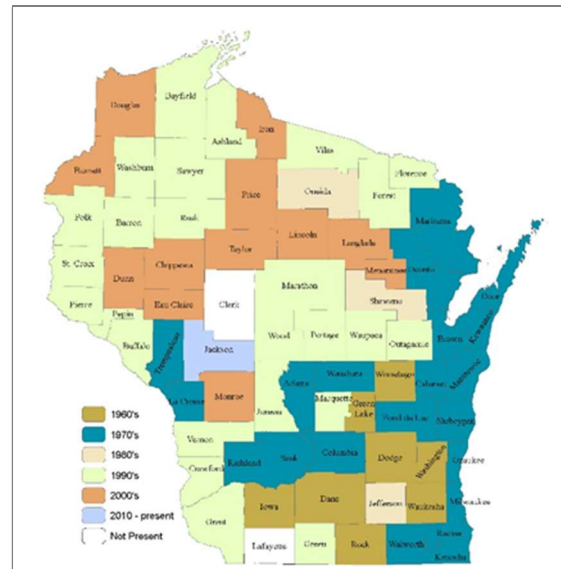 Bayfield
Douglas
Iron
Ashland
Vilas
Burnett
Washburn
Sawyer
Florence
Oneida
Forest
Price
Polk
Barron
Rusk
Marinette
Lincoln
Langlade
Taylor
Chippewa
Oconto
St. Croix
Dunn
Menominee
Marathon
Clark
Shawano
Door
Pierce
Eau Claire
Pepin
Kewaunee
Buffalo
Trempealeau
Wood
Portage
Waupaca
Outagamie
Brown
Jackson
Manitowoc
Waushara
Winnebago
Adams
Calumet
La Crosse
Monroe
Marquette
Green
Lake
Juneau
Fond du Lac
Sheboygan
Vernon
Richland
Sauk
Columbia
Dodge
Washington
Ozaukee
Crawford
Dane
Iowa
Jefferson
Waukesha
Milwaukee
Grant
Lafayette
Green
Rock
Walworth
Racine
Kenosha
1960's
1970's
1980's
1990's
2000's
2010 - present
Not Present